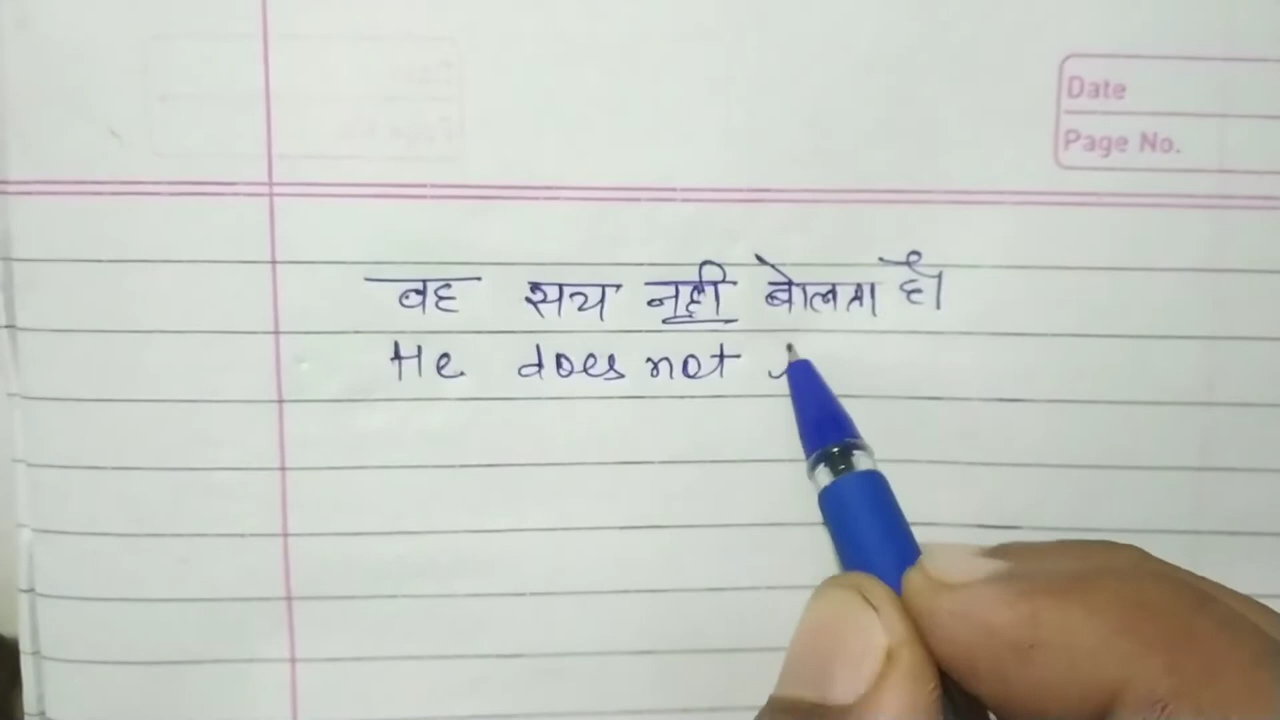 Date
Page No.
वह सच नही बोलता है।
He does not